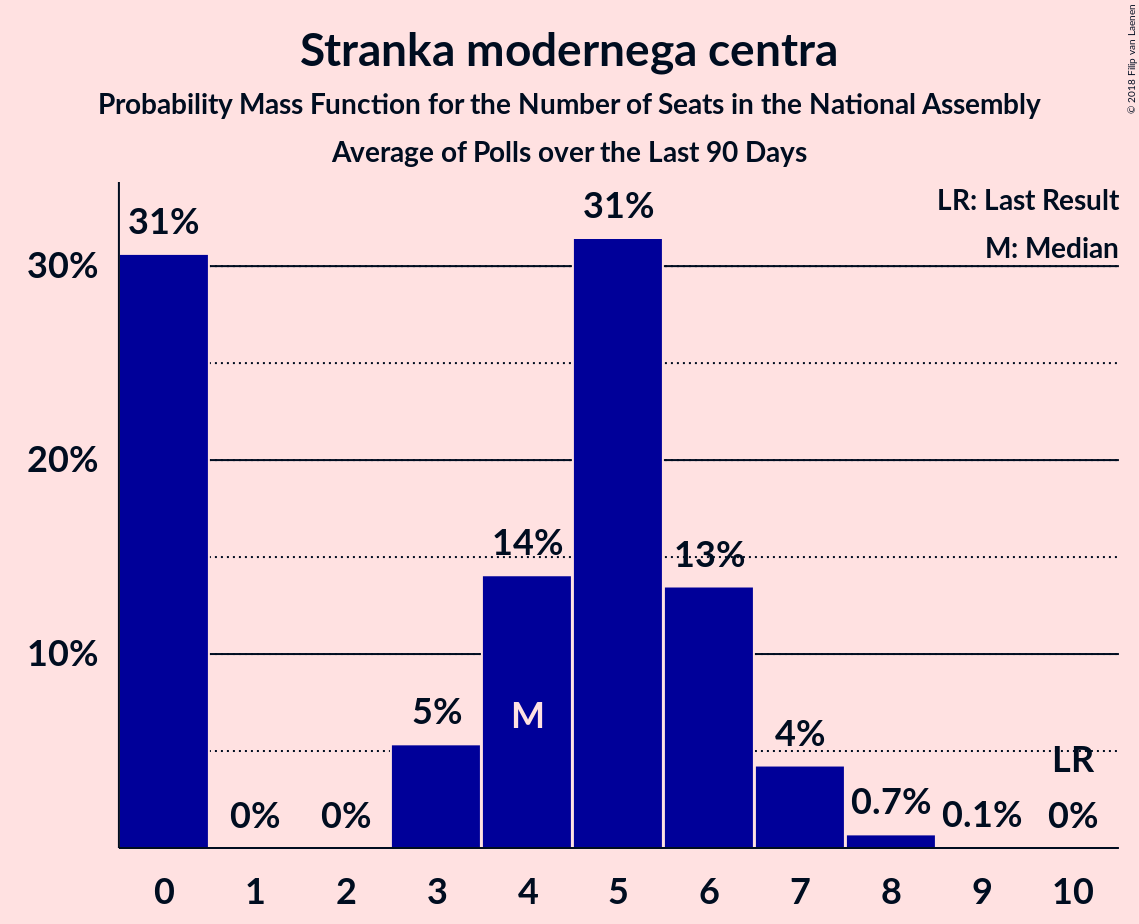 Stranka modernega centra
Probability Mass Function for the Number of Seats in the National Assembly
Average of Polls over the Last 90 Days
© 2018 Filip van Laenen
LR: Last Result
M: Median
31%
31%
30%
20%
14%
13%
10%
5%
M
4%
LR
0%
0%
0.7%
0.1%
0%
0 1 2 3 4 5 6 7 8 9 10